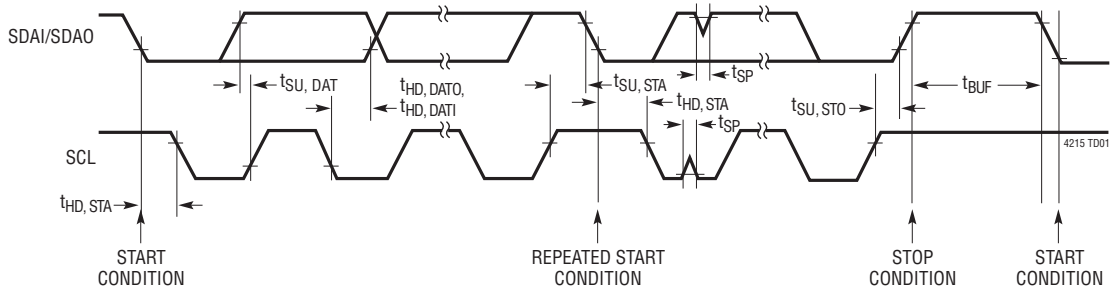 SDAI/SDAO
tSU, DAT
tHD, DATO,
tHD, DATI
tSU, STA
tSP
tHD, STA
tSP
tSU, STO
tBUF
4215 TD01
SCL
tHD, STA
START
CONDITION
REPEATED START
CONDITION
STOP
CONDITION
START
CONDITION